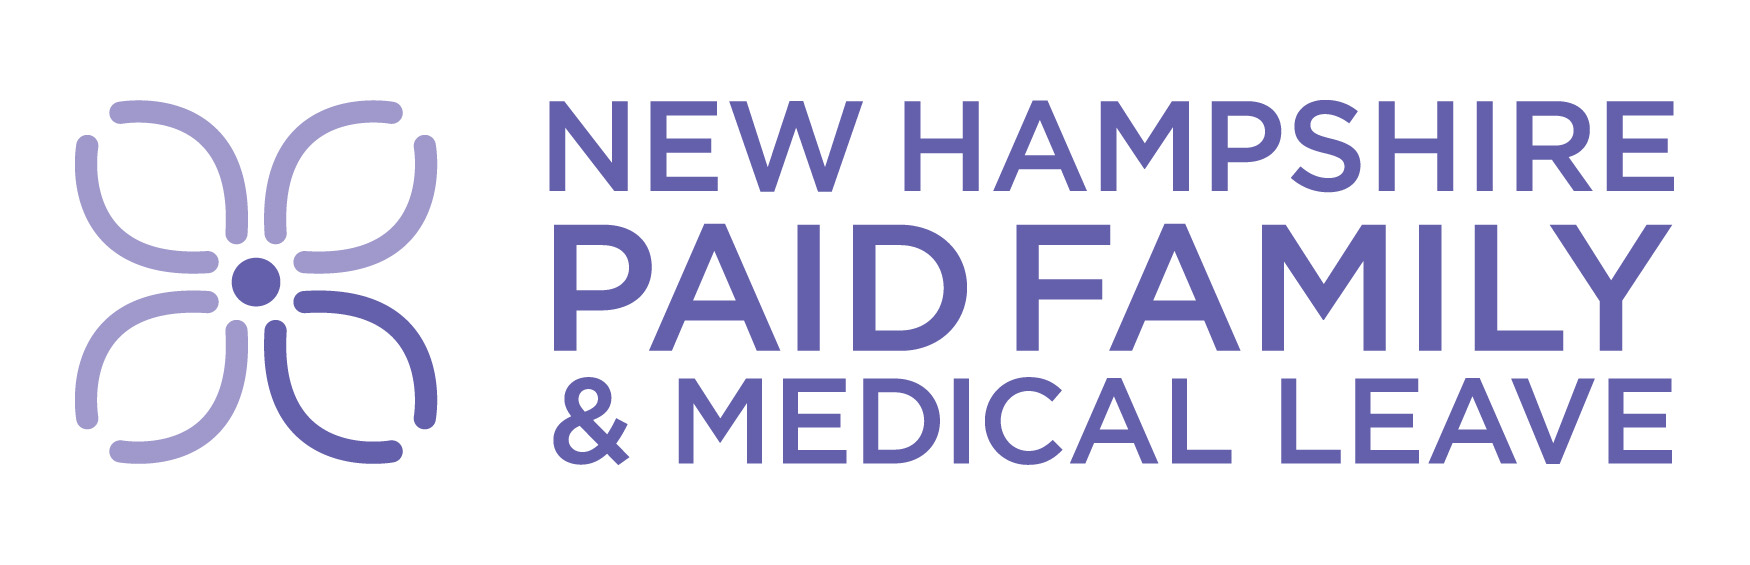 NEW HAMPSHIRE
PAID FAMILY
& MEDICAL LEAVE